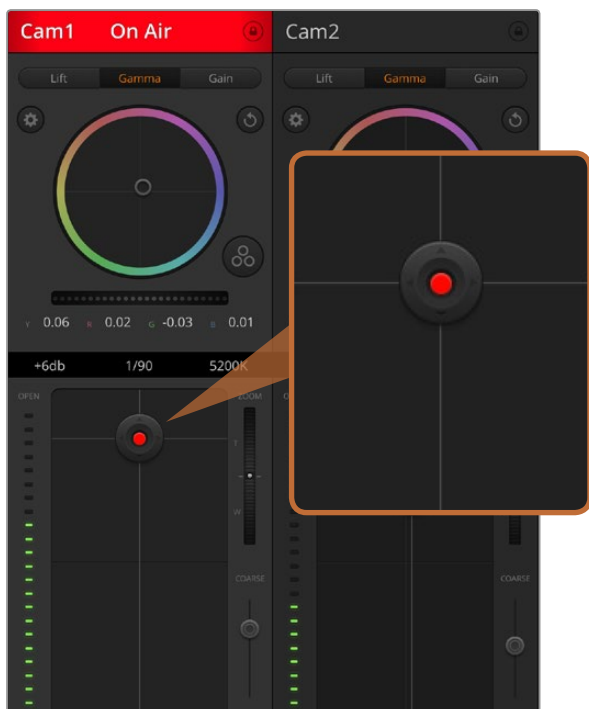 Cam1 On Air
Cam2
Lift Gamma Gain
Lift Gamma Gain
Y 0.06 R 0.02 G -0.03 B 0.01
+6db 1/90 5200K
OPEN
ZOOM
T
W
COARSE
COARSE